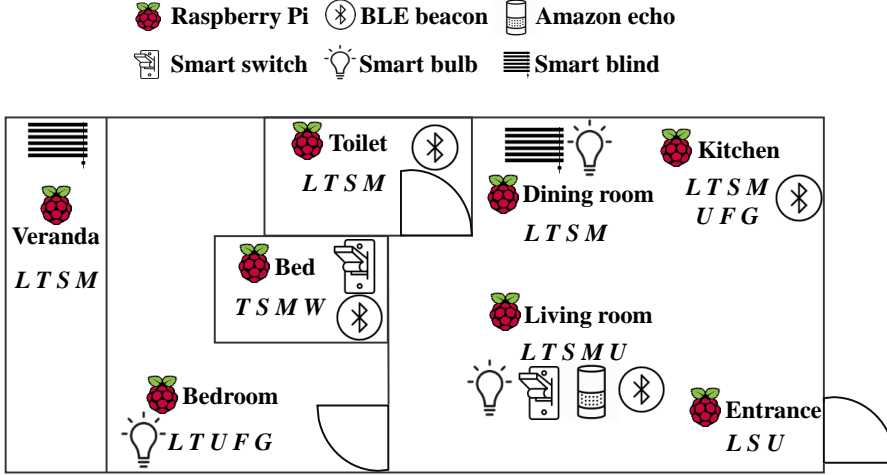 Raspberry Pi BLE beacon Amazon echo
Smart switch Smart bulb Smart blind
Toilet
L T S M
Kitchen
L T S M
U F G
Dining room
L T S M
Veranda
L T S M
Bed
T S M W
Living room
L T S M U
Bedroom
L T U F G
Entrance
L S U